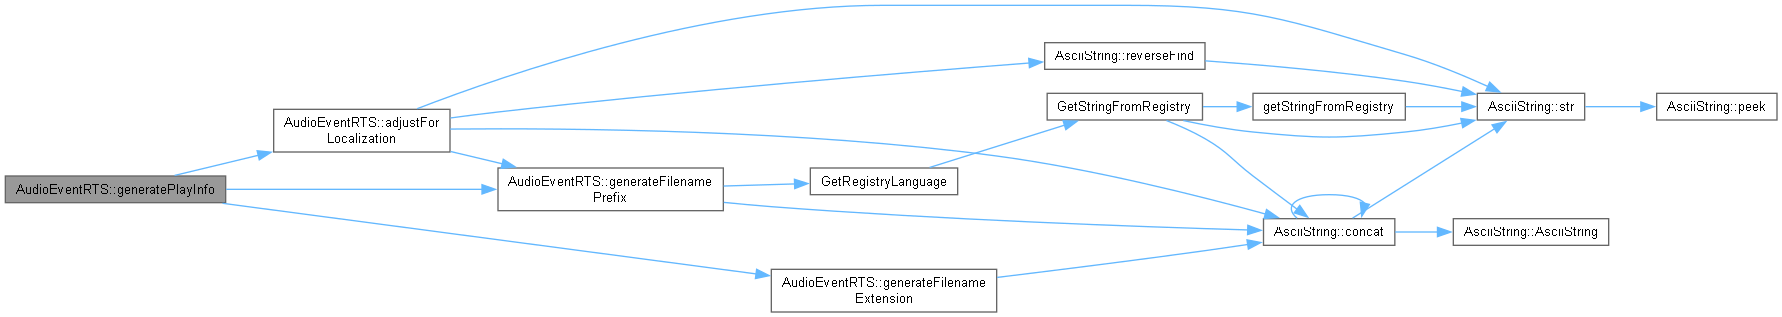 AudioEventRTS::generatePlayInfo
AudioEventRTS::adjustFor
Localization
AudioEventRTS::generateFilename
Prefix
AudioEventRTS::generateFilename
Extension
GetRegistryLanguage
AsciiString::reverseFind
GetStringFromRegistry
getStringFromRegistry
AsciiString::concat
AsciiString::str
AsciiString::AsciiString
AsciiString::peek